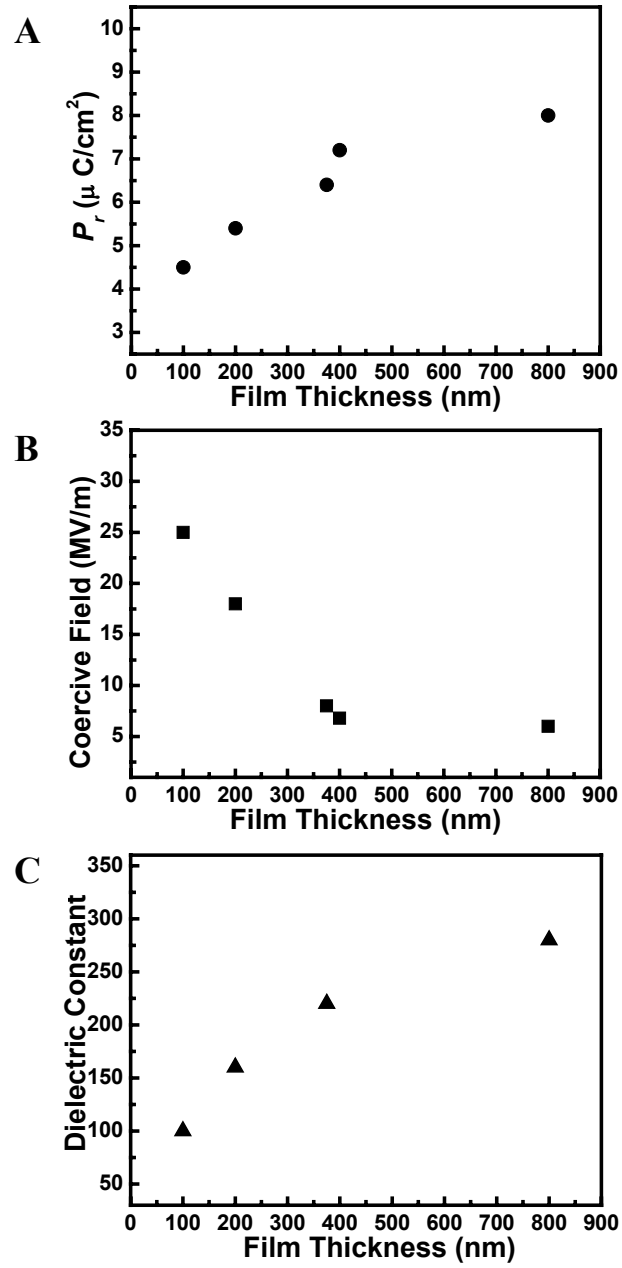 A
10
9
8
7
6
5
4
3
P_r (μ C/cm²)
0 100 200 300 400 500 600 700 800 900
Film Thickness (nm)
B
35
30
25
20
15
10
5
Coercive Field (MV/m)
0 100 200 300 400 500 600 700 800 900
Film Thickness (nm)
C
350
300
250
200
150
100
50
Dielectric Constant
0 100 200 300 400 500 600 700 800 900
Film Thickness (nm)